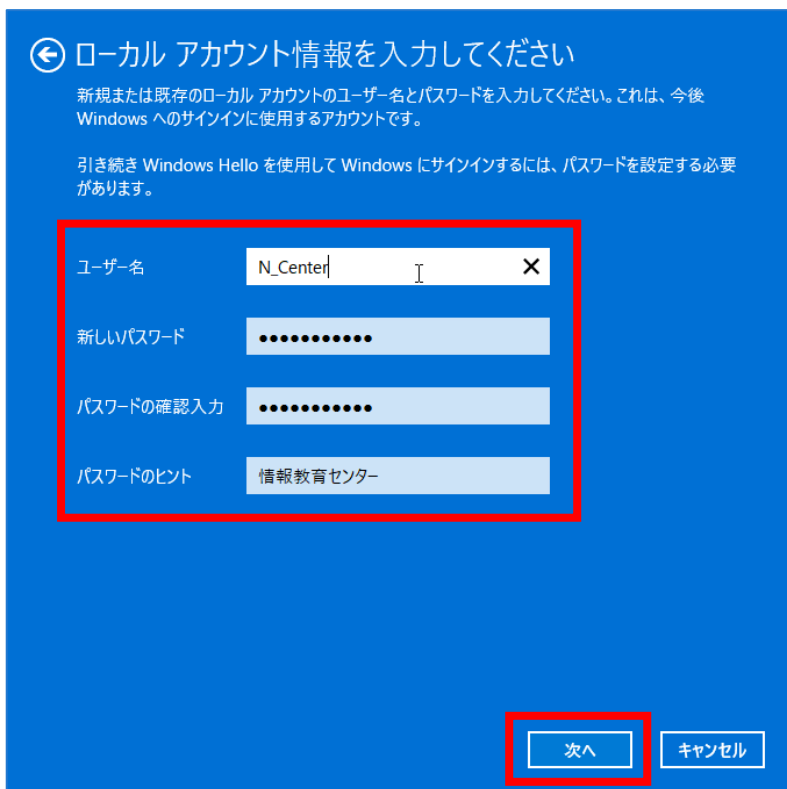 ローカル アカウント情報を入力してください
新規または既存のローカル アカウントのユーザー名とパスワードを入力してください。これは、今後
Windows へのサインインに使用するアカウントです。
引き続き Windows Hello を使用して Windows にサインインするには、パスワードを設定する必要
があります。
ユーザー名 N_Center
新しいパスワード ●●●●●●●●●●●
パスワードの確認入力 ●●●●●●●●●●●
パスワードのヒント 情報教育センター
次へ キャンセル